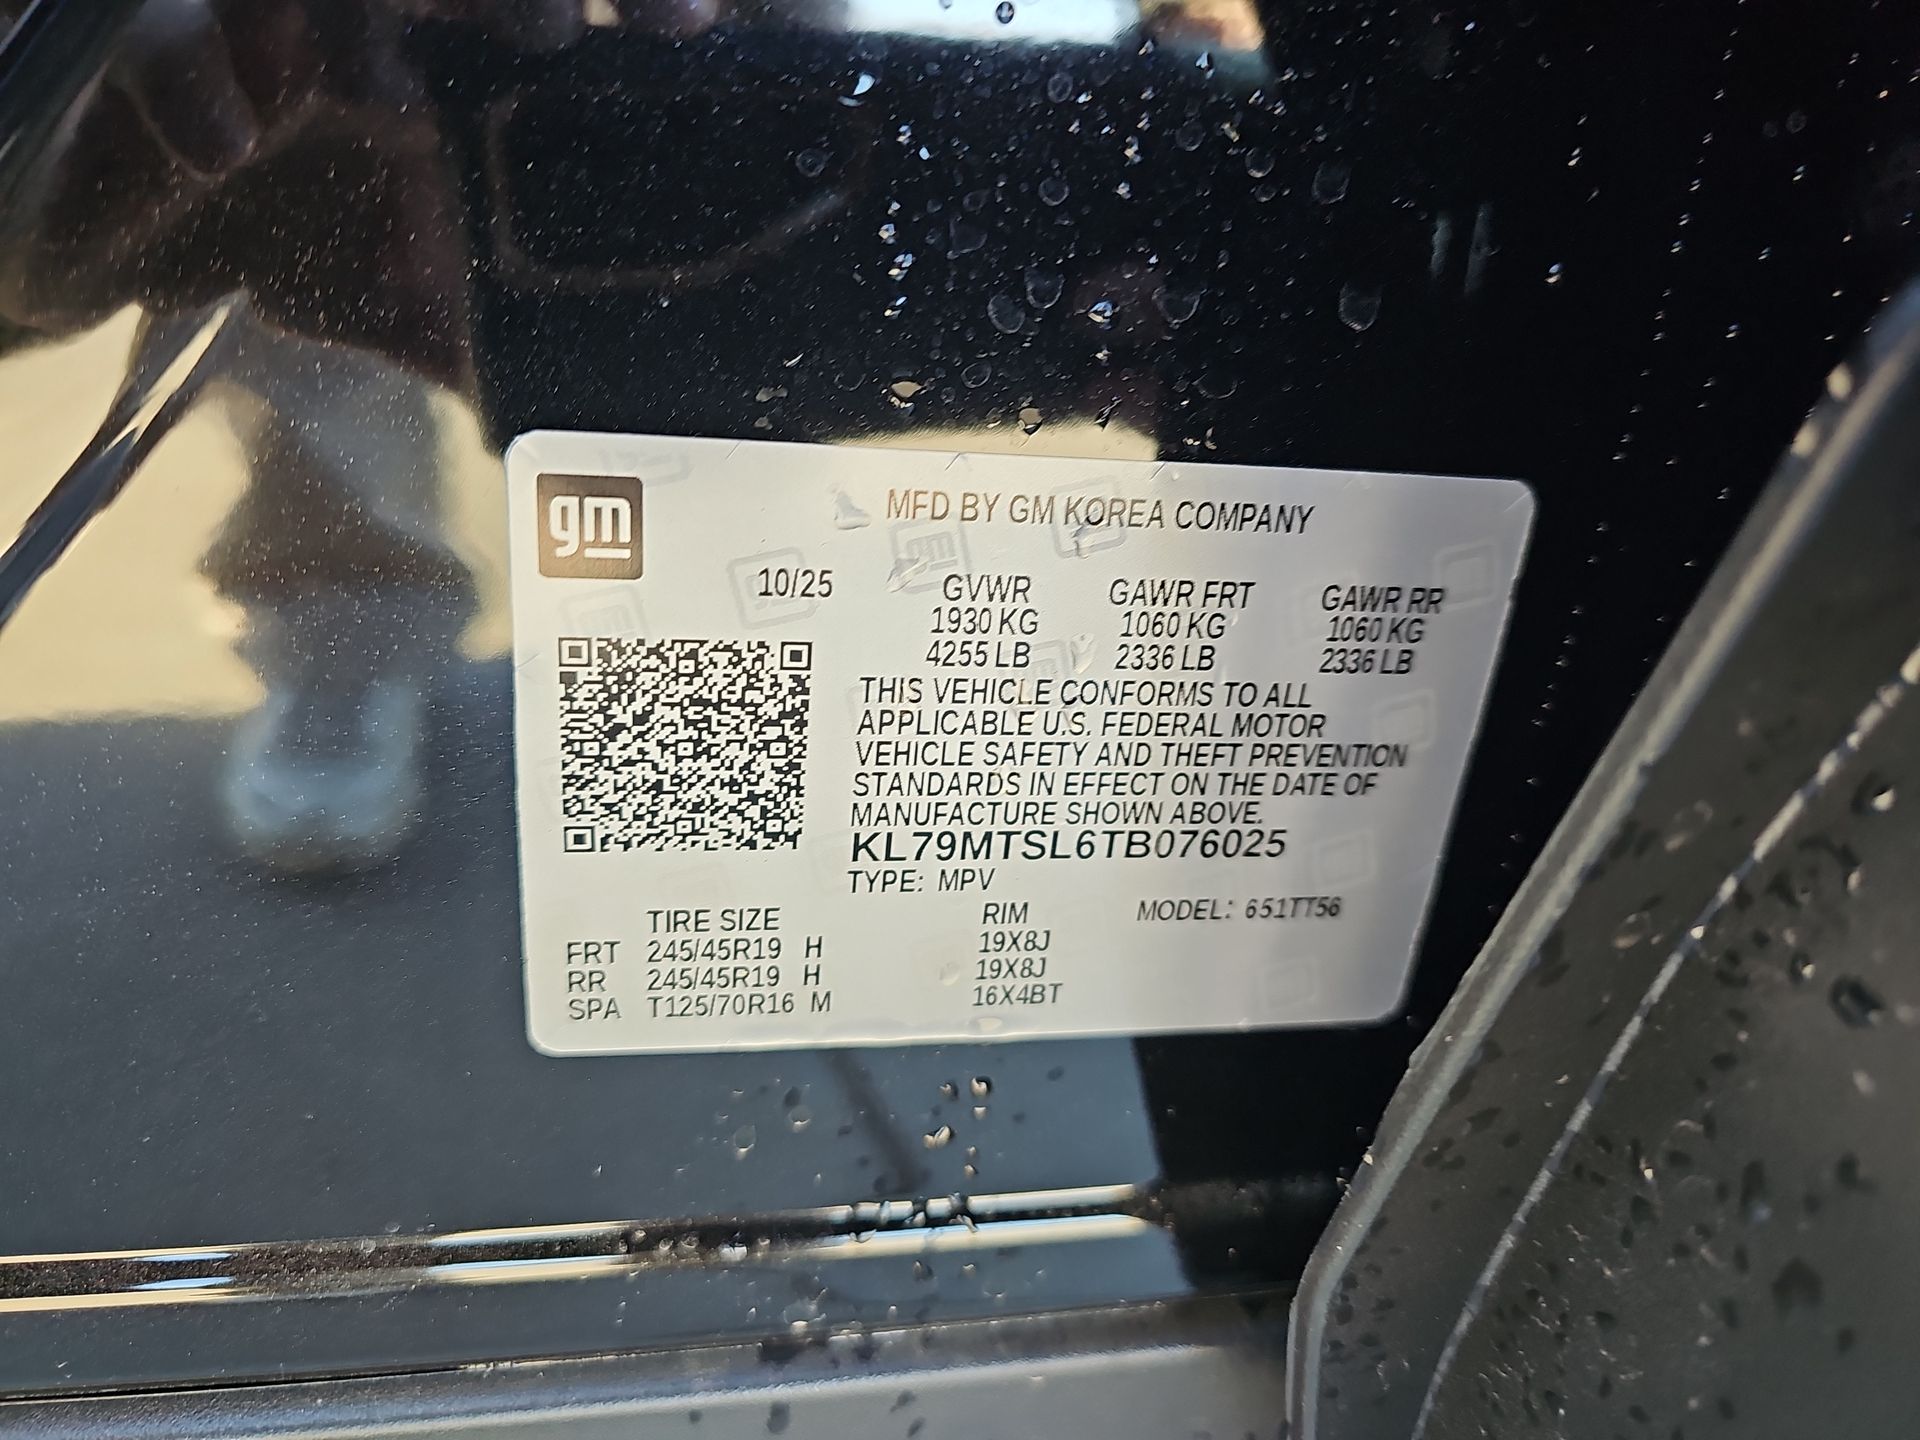 gm
MFD BY GM KOREA COMPANY
10/25
GVWR GAWR FRT GAWR RR
1930 KG 1060 KG 1060 KG
4255 LB 2336 LB 2336 LB
THIS VEHICLE CONFORMS TO ALL
APPLICABLE U.S. FEDERAL MOTOR
VEHICLE SAFETY AND THEFT PREVENTION
STANDARDS IN EFFECT ON THE DATE OF
MANUFACTURE SHOWN ABOVE.
KL79MTSL6TB076025
TYPE: MPV
MODEL: 651TT56
TIRE SIZE RIM
FRT 245/45R19 H 19X8J
RR 245/45R19 H 19X8J
SPA T125/70R16 M 16X4BT